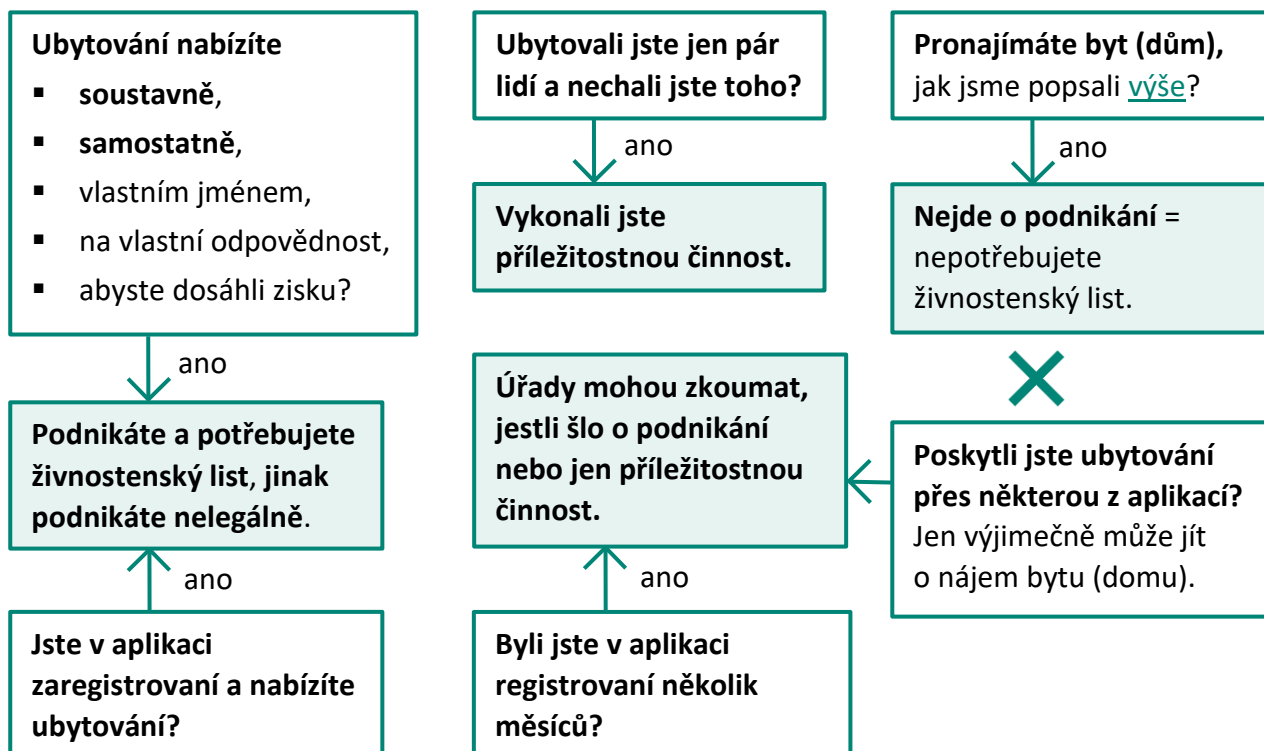 Ubytování nabízíte
▪ soustavně,
▪ samostatně,
▪ vlastním jménem,
▪ na vlastní odpovědnost,
▪ abyste dosáhli zisku?
ano
Podnikáte a potřebujete
živnostenský list, jinak
podnikáte nelegálně.
ano
Jste v aplikaci
zaregistrovaní a nabízíte
ubytování?
Ubytovali jste jen pár
lidí a nechali jste toho?
ano
Vykonali jste
příležitostnou činnost.
Úřady mohou zkoumat,
jestli šlo o podnikání
nebo jen příležitostnou
činnost.
ano
Byli jste v aplikaci
registrovaní několik
měsíců?
Pronajímáte byt (dům),
jak jsme popsali výše?
ano
Nejde o podnikání =
nepotřebujete
živnostenský list.
Poskytli jste ubytování
přes některou z aplikací?
Jen výjimečně může jít
o nájem bytu (domu).